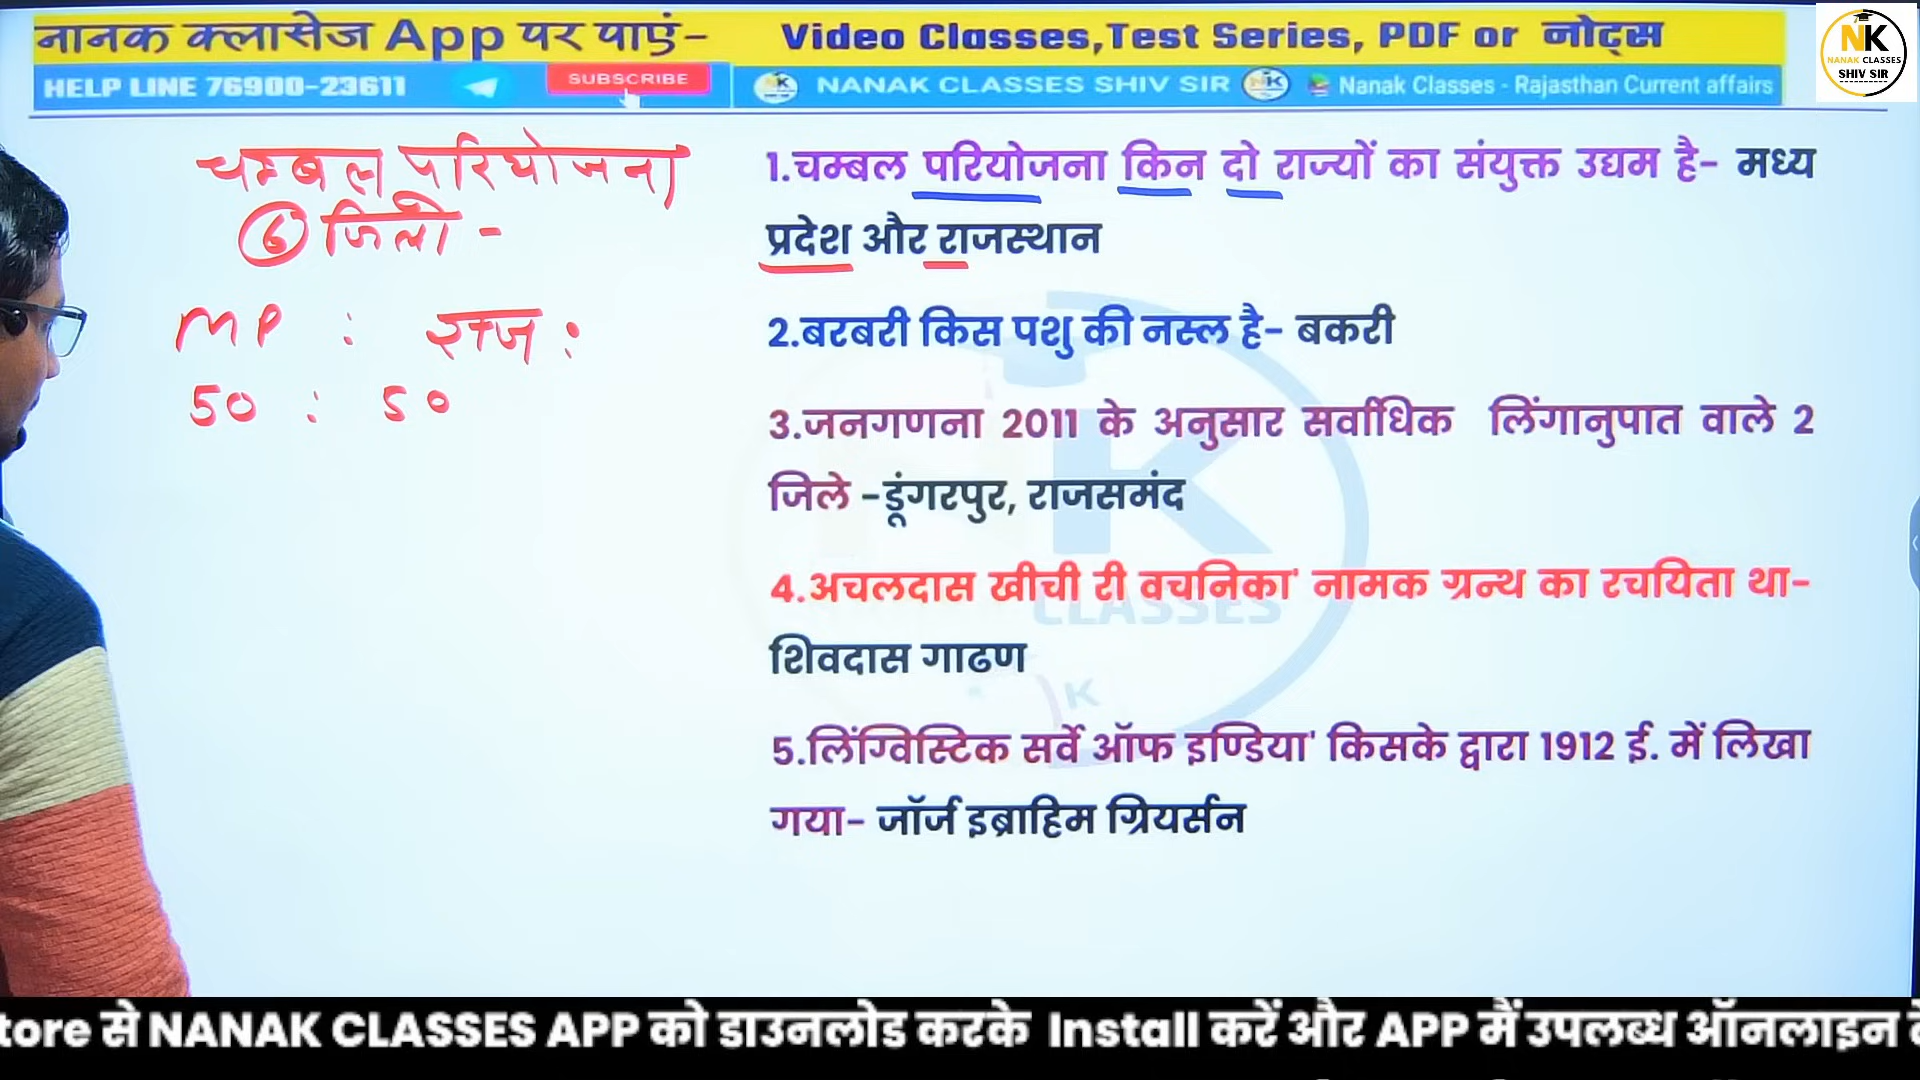 नानक क्लासेज App पर पाएं-
Video Classes,Test Series, PDF or नोट्स
HELP LINE 76900-23611
SUBSCRIBE
NANAK CLASSES SHIV SIR
Nanak Classes - Rajasthan Current affairs
NK
NANAK CLASSES
SHIV SIR
चम्बल परियोजना
6 जिलो -
MP : राज :
50 : 50
1.चम्बल परियोजना किन दो राज्यों का संयुक्त उद्यम है- मध्य
प्रदेश और राजस्थान
2.बरबरी किस पशु की नस्ल है- बकरी
3.जनगणना 2011 के अनुसार सर्वाधिक लिंगानुपात वाले 2
जिले -डूंगरपुर, राजसमंद
4.अचलदास खीची री वचनिका' नामक ग्रन्थ का रचयिता था-
शिवदास गाढण
5.लिंग्विस्टिक सर्वे ऑफ इण्डिया' किसके द्वारा 1912 ई. में लिखा
गया- जॉर्ज इब्राहिम ग्रियर्सन
CLASSES
tore से NANAK CLASSES APP को डाउनलोड करके Install करें और APP मैं उपलब्ध ऑनलाइन